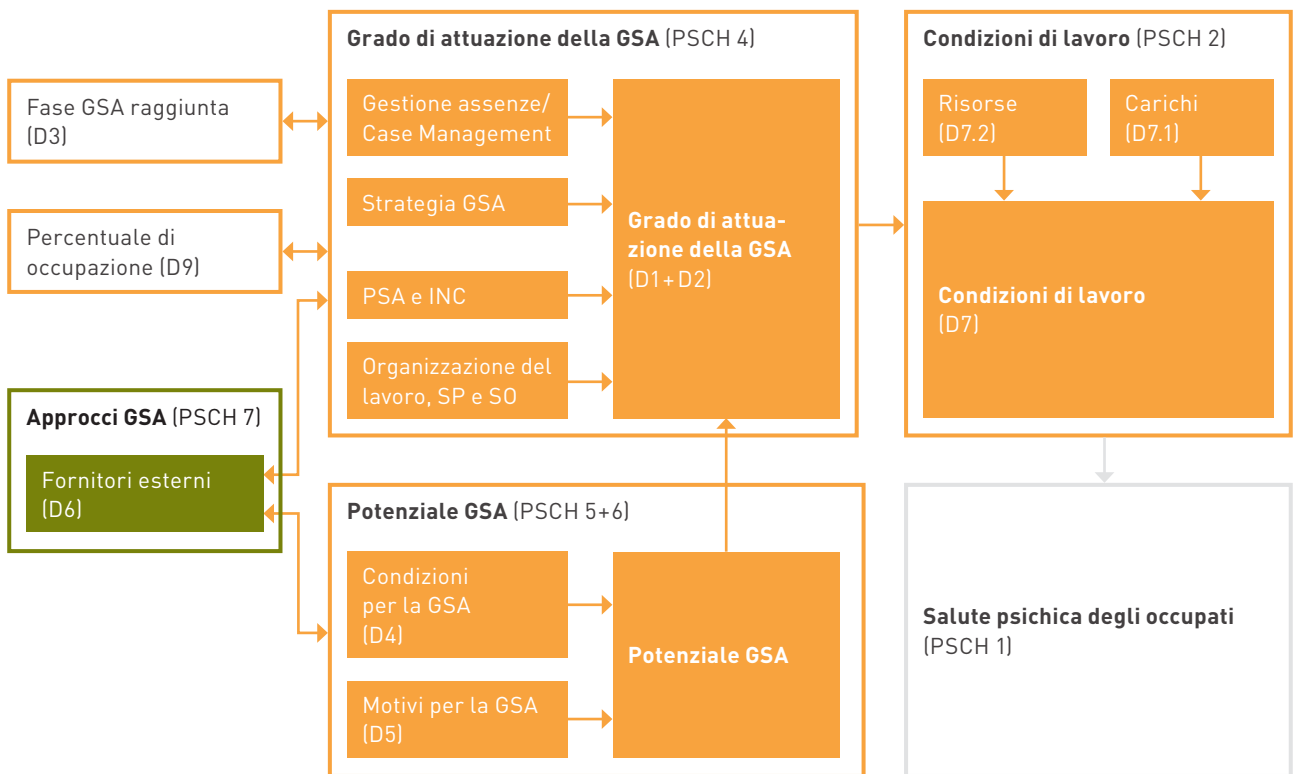 Fase GSA raggiunta
(D3)
Percentuale di
occupazione (D9)
Approcci GSA (PSCH 7)
Fornitori esterni
(D6)
Grado di attuazione della GSA (PSCH 4)
Gestione assenze/
Case Management
Strategia GSA
PSA e INC
Organizzazione del
lavoro, SP e SO
Grado di attua-
zione della GSA
(D1+D2)
Potenziale GSA (PSCH 5+6)
Condizioni
per la GSA
(D4)
Motivi per la GSA
(D5)
Potenziale GSA
Condizioni di lavoro (PSCH 2)
Risorse
(D7.2)
Carichi
(D7.1)
Condizioni di lavoro
(D7)
Salute psichica degli occupati
(PSCH 1)